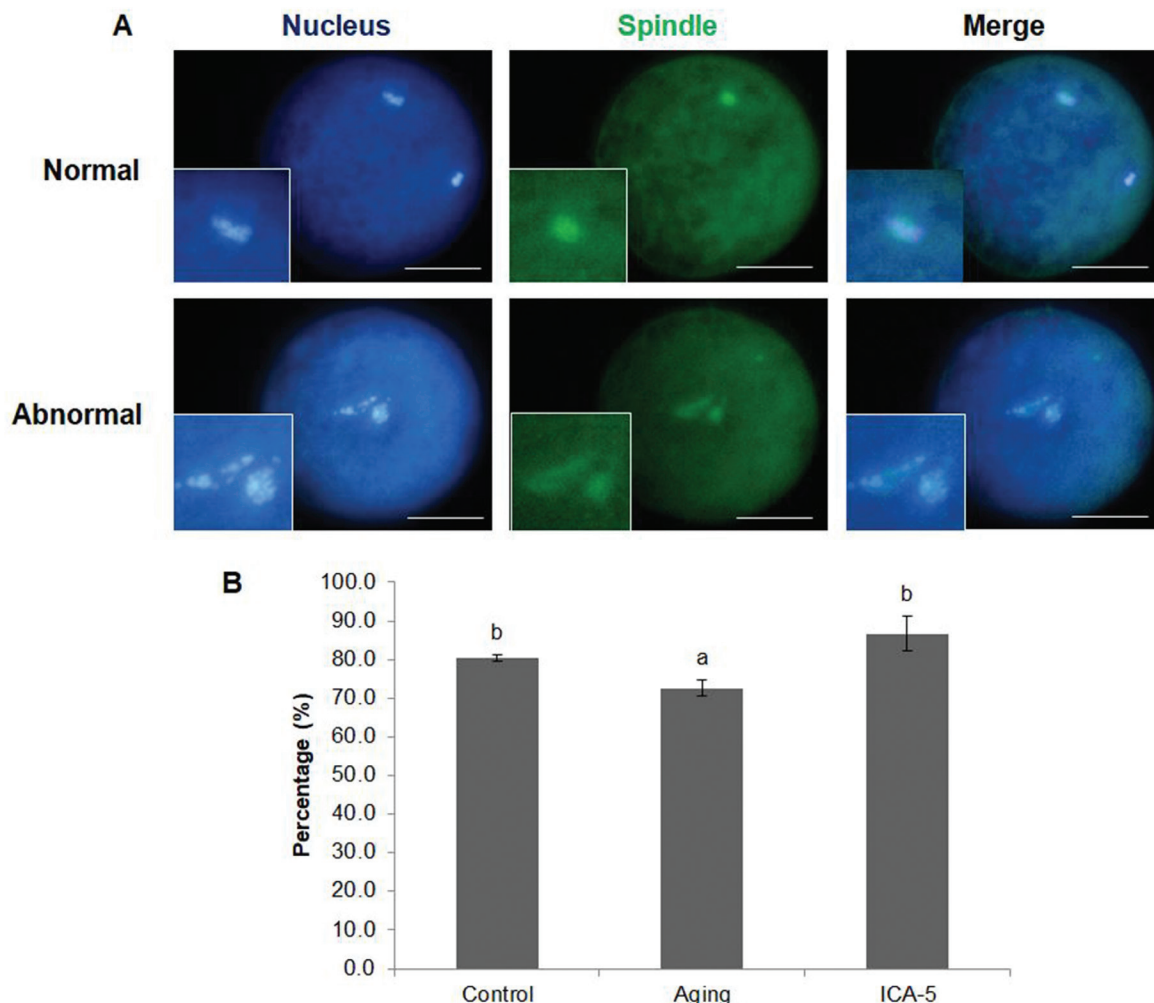 A
Nucleus Spindle Merge
Normal
Abnormal
B
Percentage (%)
100.0
90.0
80.0
70.0
60.0
50.0
40.0
30.0
20.0
10.0
0.0
b a b
Control Aging ICA-5